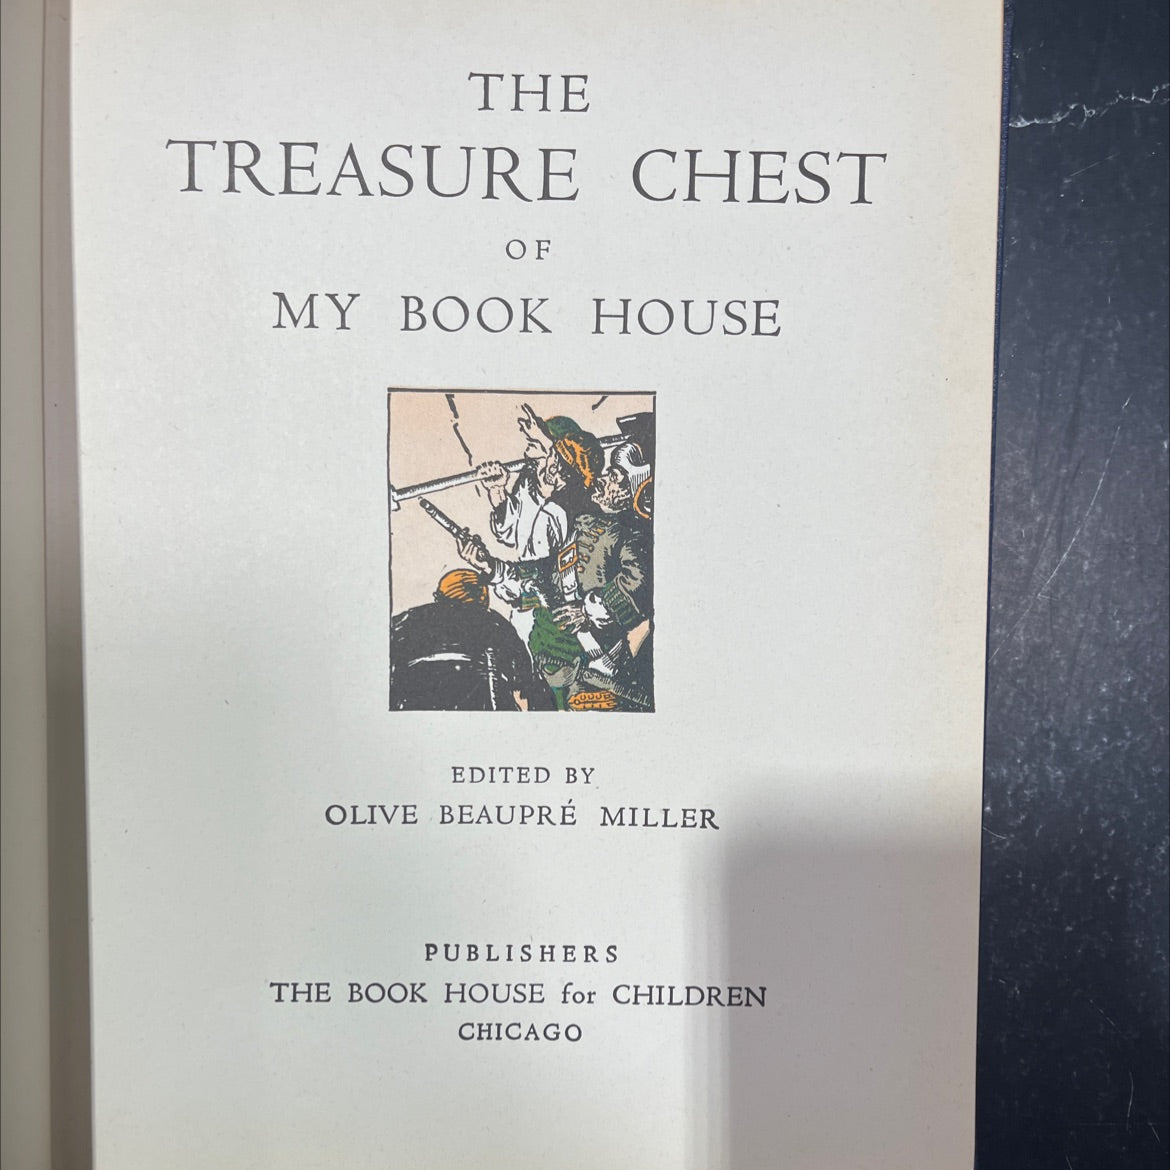 THE
TREASURE CHEST
OF
MY BOOK HOUSE
EDITED BY
OLIVE BEAUPRÉ MILLER
PUBLISHERS
THE BOOK HOUSE for CHILDREN
CHICAGO